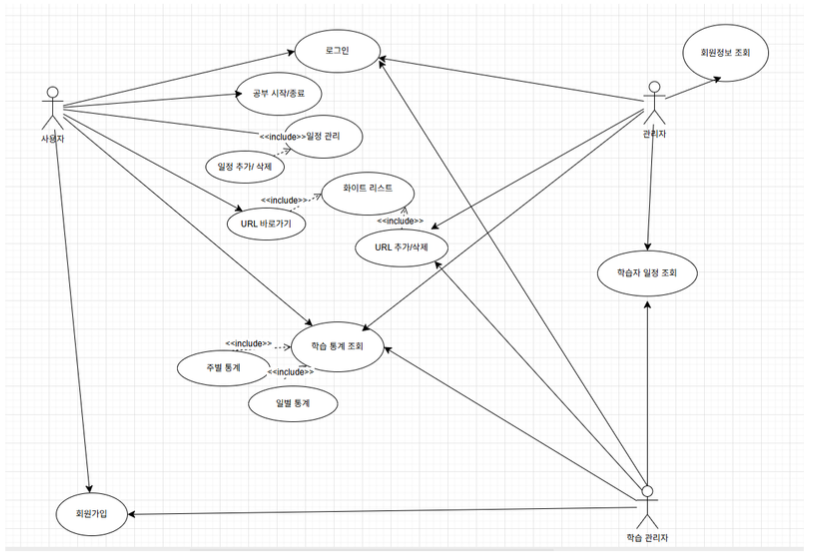 로그인
회원정보 조회
공부 시작/종료
사용자
관리자
<<include>>
일정 관리
일정 추가/ 삭제
화이트 리스트
<<include>>
<<include>>
URL 바로가기
URL 추가/삭제
학습자 일정 조회
<<include>>
학습 통계 조회
주별 통계
<<include>>
일별 통계
회원가입
학습 관리자